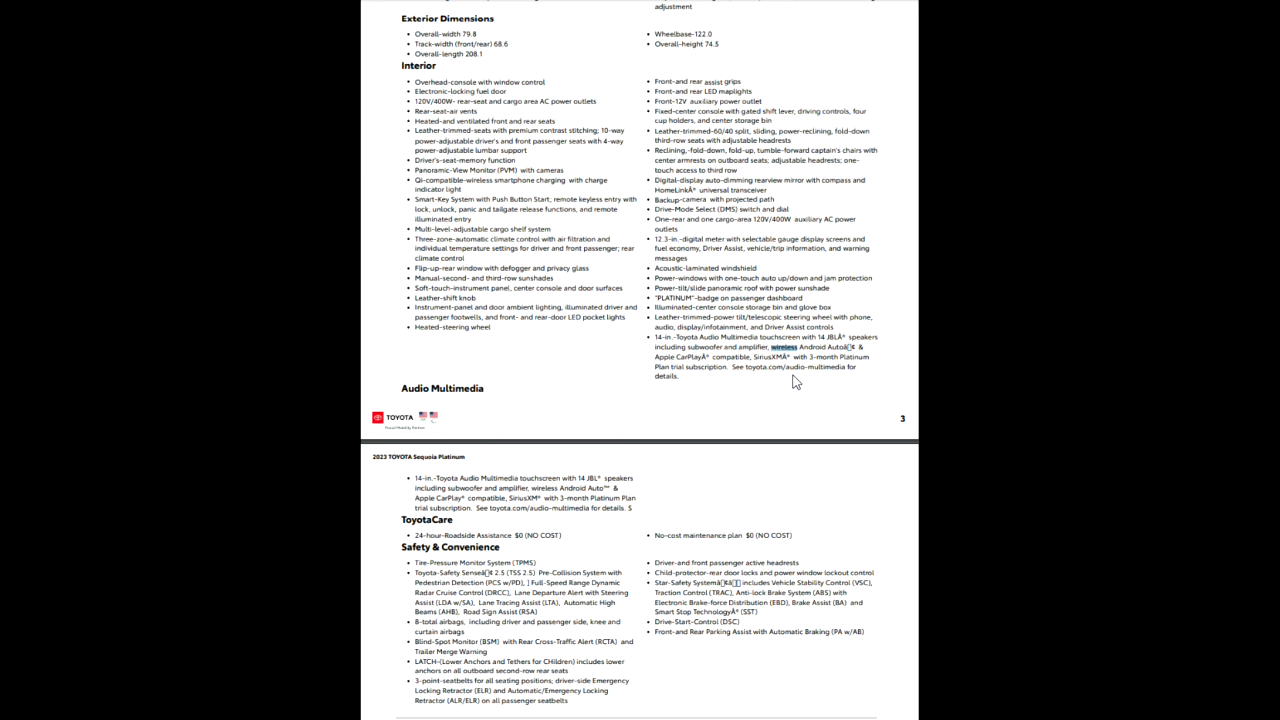 adjustment
Exterior Dimensions
• Overall-width 79.8
• Track-width (front/rear) 68.6
• Overall-length 208.1
• Wheelbase-122.0
• Overall-height 74.5
Interior
• Overhead-console with window control
• Electronic-locking fuel door
• 120V/400W- rear-seat and cargo area AC power outlets
• Rear-seat-air vents
• Heated-and ventilated front and rear seats
• Leather-trimmed-seats with premium contrast stitching; 10-way
power-adjustable driver's and front passenger seats with 4-way
power-adjustable lumbar support
• Driver's-seat-memory function
• Panoramic-View Monitor (PVM) with cameras
• Qi-compatible-wireless smartphone charging with charge
indicator light
• Smart-Key System with Push Button Start, remote keyless entry with
lock, unlock, panic and tailgate release functions, and remote
illuminated entry
• Multi-level-adjustable cargo shelf system
• Three-zone-automatic climate control with air filtration and
individual temperature settings for driver and front passenger; rear
climate control
• Flip-up-rear window with defogger and privacy glass
• Manual-second- and third-row sunshades
• Soft-touch-instrument panel, center console and door surfaces
• Leather-shift knob
• Instrument-panel and door ambient lighting, illuminated driver and
passenger footwells, and front- and rear-door LED pocket lights
• Heated-steering wheel
• Front-and rear assist grips
• Front-and rear LED maplights
• Front-12V auxiliary power outlet
• Fixed-center console with gated shift lever, driving controls, four
cup holders, and center storage bin
• Leather-trimmed-60/40 split, sliding, power-reclining, fold-down
third-row seats with adjustable headrests
• Reclining,-fold-down, fold-up, tumble-forward captain's chairs with
center armrests on outboard seats; adjustable headrests; one-
touch access to third row
• Digital-display auto-dimming rearview mirror with compass and
HomeLinkÂ® universal transceiver
• Backup-camera with projected path
• Drive-Mode Select (DMS) switch and dial
• One-rear and one cargo-area 120V/400W auxiliary AC power
outlets
• 12.3-in.-digital meter with selectable gauge display screens and
fuel economy, Driver Assist, vehicle/trip information, and warning
messages
• Acoustic-laminated windshield
• Power-windows with one-touch auto up/down and jam protection
• Power-tilt/slide panoramic roof with power sunshade
• "PLATINUM"-badge on passenger dashboard
• Illuminated-center console storage bin and glove box
• Leather-trimmed-power tilt/telescopic steering wheel with phone,
audio, display/infotainment, and Driver Assist controls
• 14-in.-Toyota Audio Multimedia touchscreen with 14 JBLÂ® speakers
including subwoofer and amplifier, wireless Android Autoâ¢ &
Apple CarPlayÂ® compatible, SiriusXMÂ® with 3-month Platinum
Plan trial subscription. See toyota.com/audio-multimedia for
details.
Audio Multimedia
TOYOTA
3
2023 TOYOTA Sequoia Platinum
• 14-in.-Toyota Audio Multimedia touchscreen with 14 JBL® speakers
including subwoofer and amplifier, wireless Android Auto™ &
Apple CarPlay® compatible, SiriusXM® with 3-month Platinum Plan
trial subscription. See toyota.com/audio-multimedia for details. S
ToyotaCare
• 24-hour-Roadside Assistance $0 (NO COST)
• No-cost maintenance plan $0 (NO COST)
Safety & Convenience
• Tire-Pressure Monitor System (TPMS)
• Toyota-Safety Senseâ¢ 2.5 (TSS 2.5) Pre-Collision System with
Pedestrian Detection (PCS w/PD), ] Full-Speed Range Dynamic
Radar Cruise Control (DRCC), Lane Departure Alert with Steering
Assist (LDA w/SA), Lane Tracing Assist (LTA), Automatic High
Beams (AHB), Road Sign Assist (RSA)
• 8-total airbags, including driver and passenger side, knee and
curtain airbags
• Blind-Spot Monitor (BSM) with Rear Cross-Traffic Alert (RCTA) and
Trailer Merge Warning
• LATCH-(Lower Anchors and Tethers for CHildren) includes lower
anchors on all outboard second-row rear seats
• 3-point-seatbelts for all seating positions; driver-side Emergency
Locking Retractor (ELR) and Automatic/Emergency Locking
Retractor (ALR/ELR) on all passenger seatbelts
• Driver-and front passenger active headrests
• Child-protector-rear door locks and power window lockout control
• Star-Safety Systemâ¢â includes Vehicle Stability Control (VSC),
Traction Control (TRAC), Anti-lock Brake System (ABS) with
Electronic Brake-force Distribution (EBD), Brake Assist (BA) and
Smart Stop TechnologyÂ® (SST)
• Drive-Start-Control (DSC)
• Front-and Rear Parking Assist with Automatic Braking (PA w/AB)